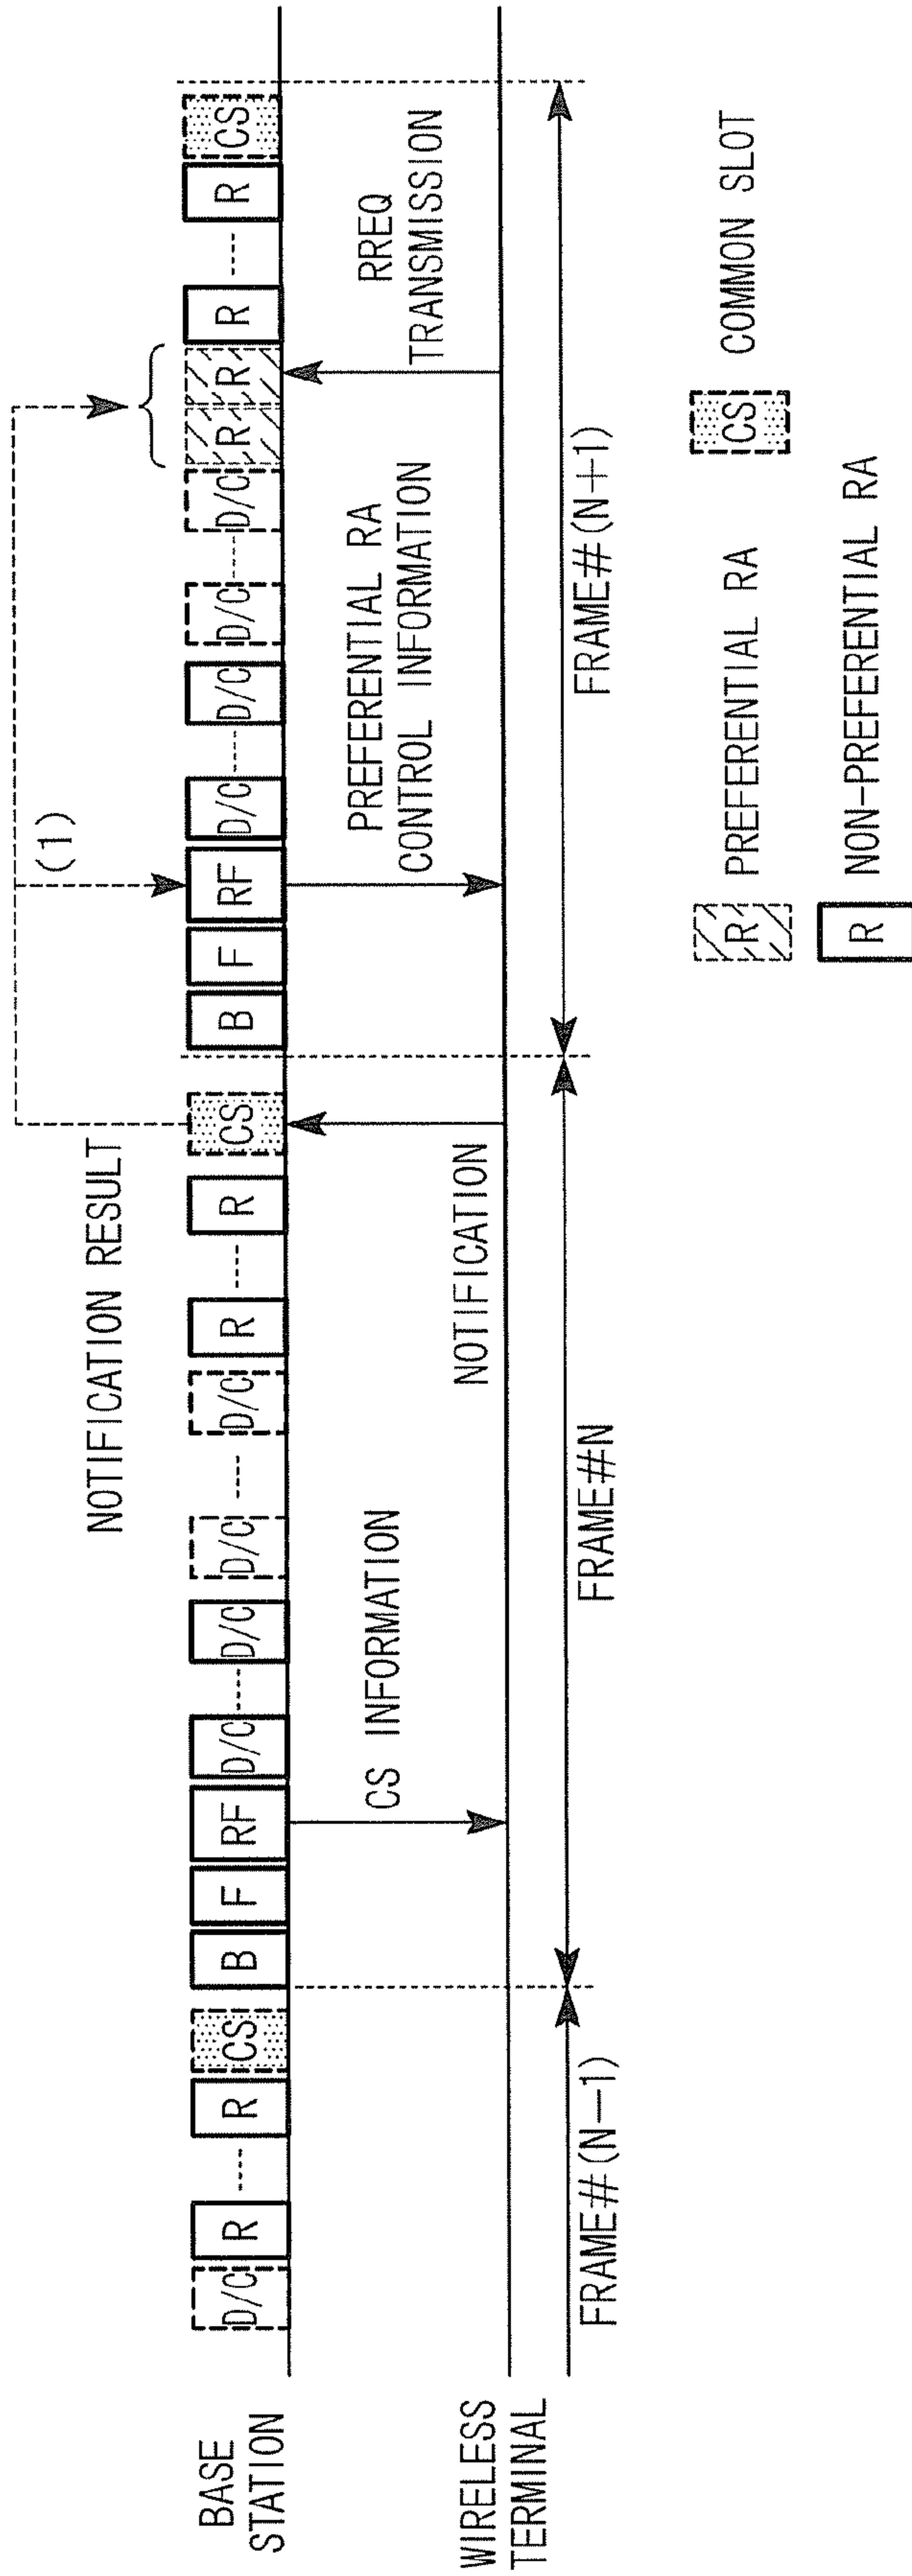 NOTIFICATION RESULT
(1)
BASE
STATION
D/C R R CS B F RF D/C D/C D/C D/C R R CS B F RF D/C D/C D/C D/C R R R R CS
CS INFORMATION
PREFERENTIAL RA
CONTROL INFORMATION
RREQ
TRANSMISSION
NOTIFICATION
WIRELESS
TERMINAL
FRAME#(N-1)
FRAME#N
FRAME#(N+1)
R PREFERENTIAL RA
CS COMMON SLOT
R NON-PREFERENTIAL RA